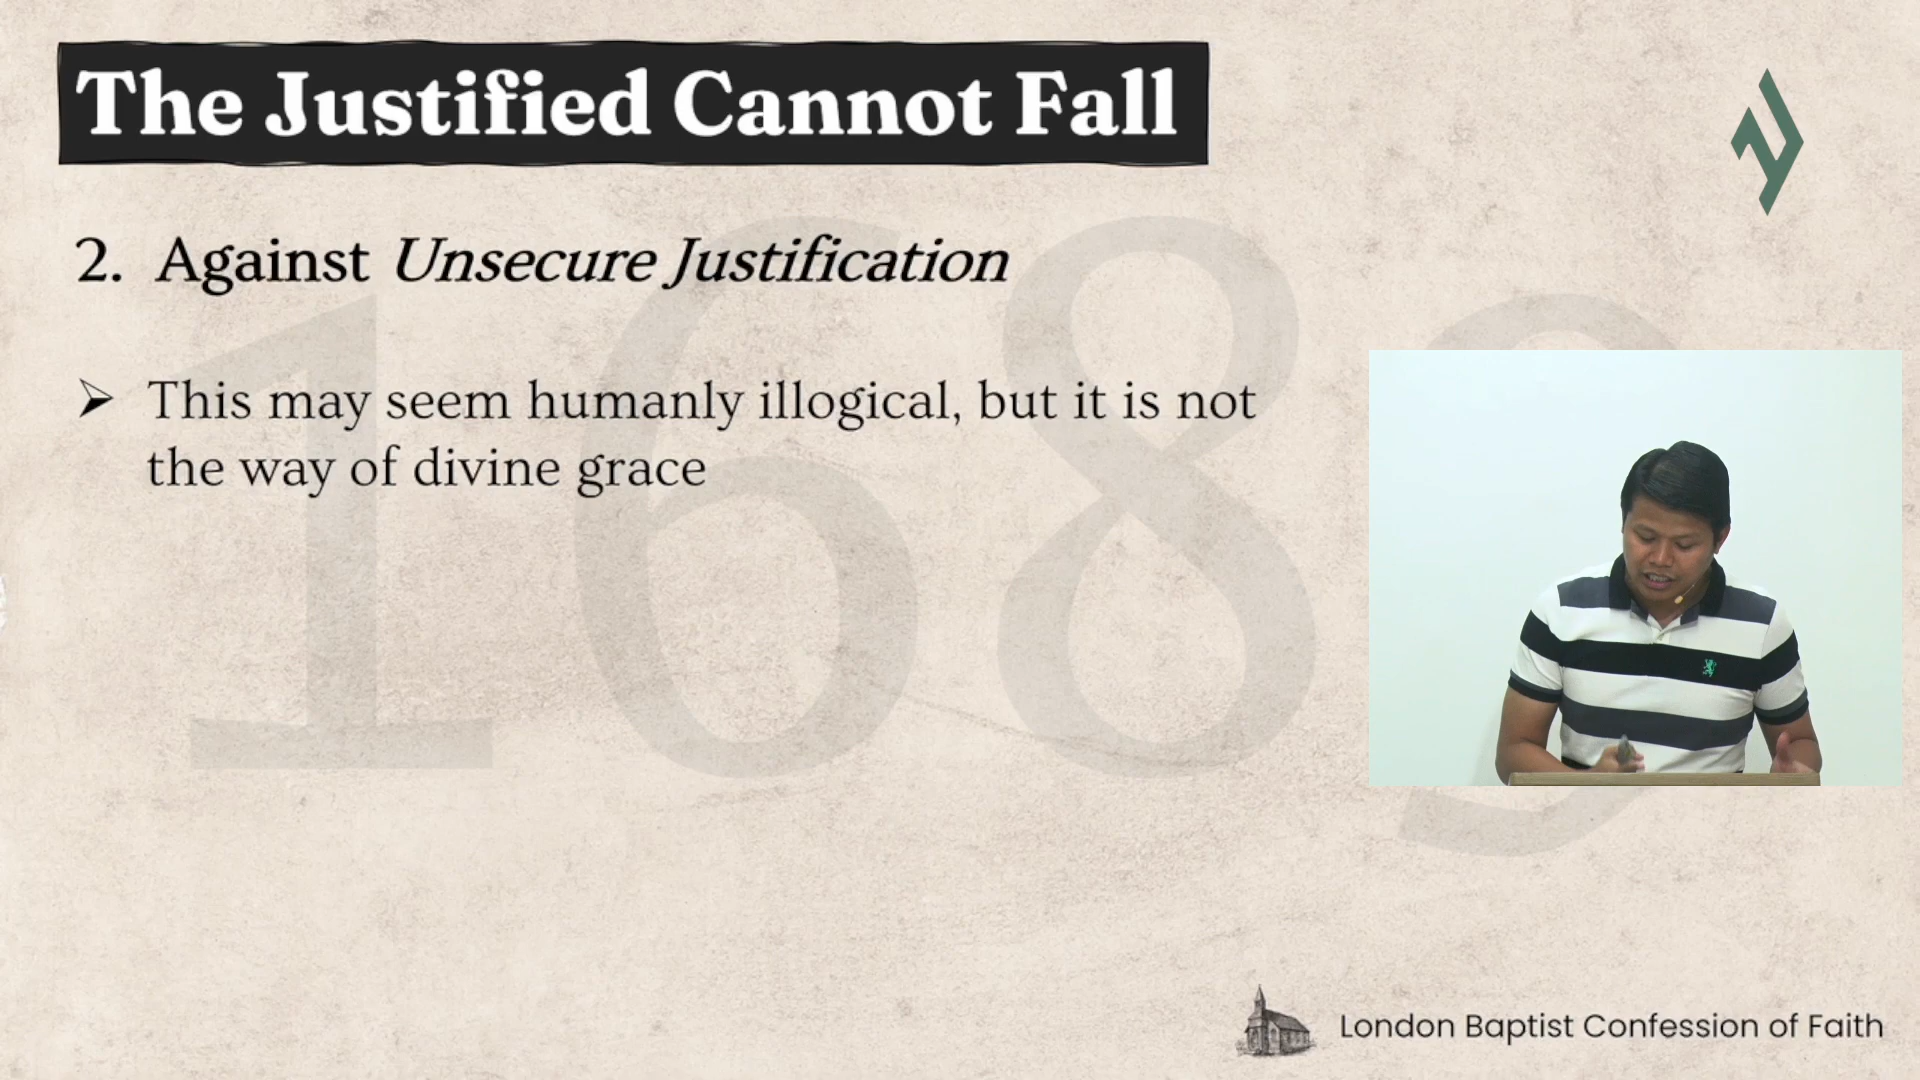 The Justified Cannot Fall
2. Against Unsecure Justification
➢ This may seem humanly illogical, but it is not
the way of divine grace
1689
London Baptist Confession of Faith